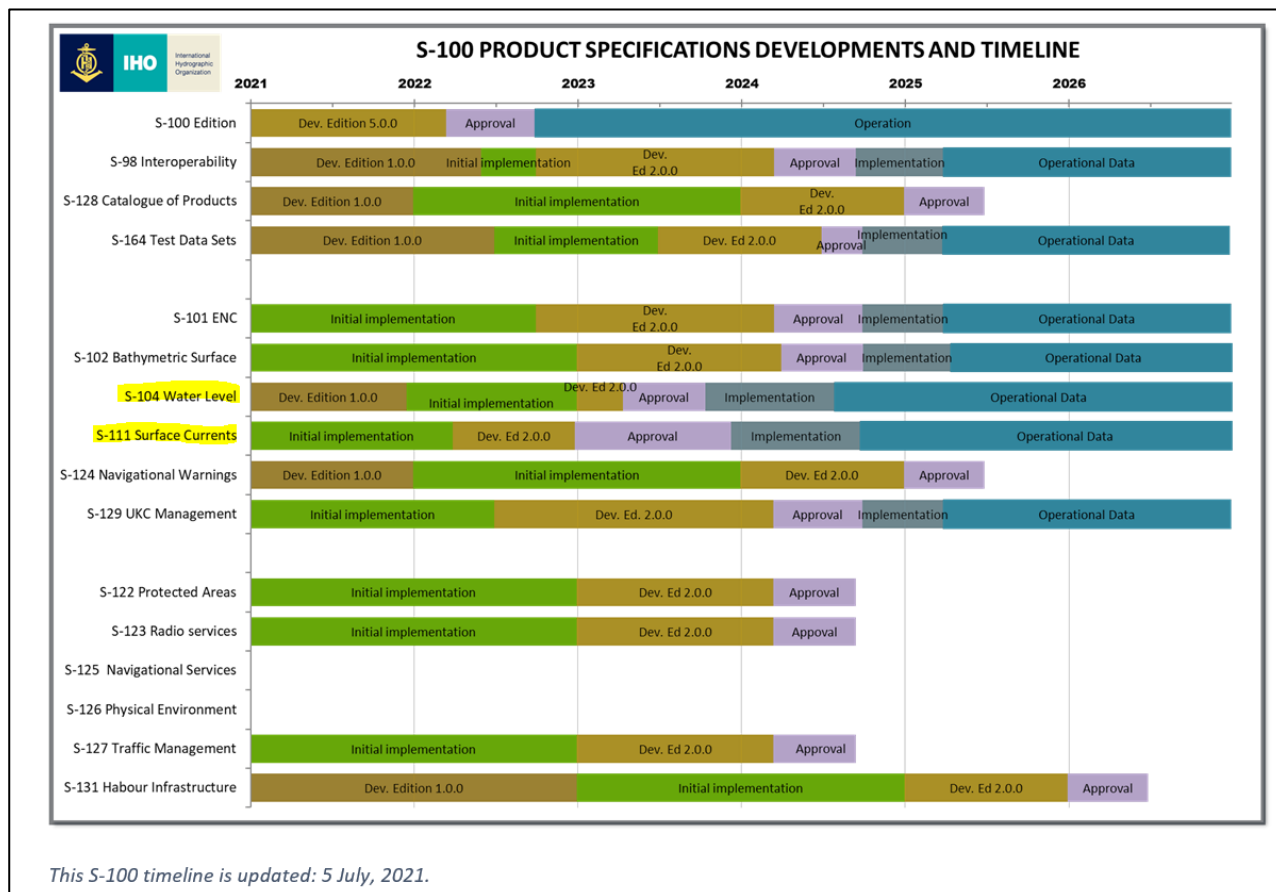 IHO
International
Hydrographic
Organization
S-100 PRODUCT SPECIFICATIONS DEVELOPMENTS AND TIMELINE
2021 2022 2023 2024 2025 2026
S-100 Edition Dev. Edition 5.0.0 Approval Operation
S-98 Interoperability Dev. Edition 1.0.0 Initial implementation Dev. Ed 2.0.0 Approval Implementation Operational Data
S-128 Catalogue of Products Dev. Edition 1.0.0 Initial implementation Dev. Ed 2.0.0 Approval
S-164 Test Data Sets Dev. Edition 1.0.0 Initial implementation Dev. Ed 2.0.0 Approval Implementation Operational Data
S-101 ENC Initial implementation Dev. Ed 2.0.0 Approval Implementation Operational Data
S-102 Bathymetric Surface Initial implementation Dev. Ed 2.0.0 Approval Implementation Operational Data
S-104 Water Level Dev. Edition 1.0.0 Initial implementation Dev. Ed 2.0.0 Approval Implementation Operational Data
S-111 Surface Currents Initial implementation Dev. Ed 2.0.0 Approval Implementation Operational Data
S-124 Navigational Warnings Dev. Edition 1.0.0 Initial implementation Dev. Ed 2.0.0 Approval
S-129 UKC Management Initial implementation Dev. Ed. 2.0.0 Approval Implementation Operational Data
S-122 Protected Areas Initial implementation Dev. Ed 2.0.0 Approval
S-123 Radio services Initial implementation Dev. Ed 2.0.0 Appoval
S-125 Navigational Services
S-126 Physical Environment
S-127 Traffic Management Initial implementation Dev. Ed 2.0.0 Approval
S-131 Habour Infrastructure Dev. Edition 1.0.0 Initial implementation Dev. Ed 2.0.0 Approval
This S-100 timeline is updated: 5 July, 2021.